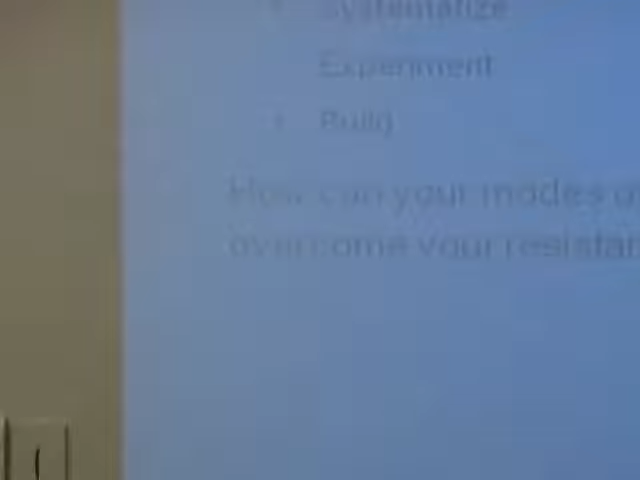 Systematize
Experiment
Build
How can your modes
overcome your